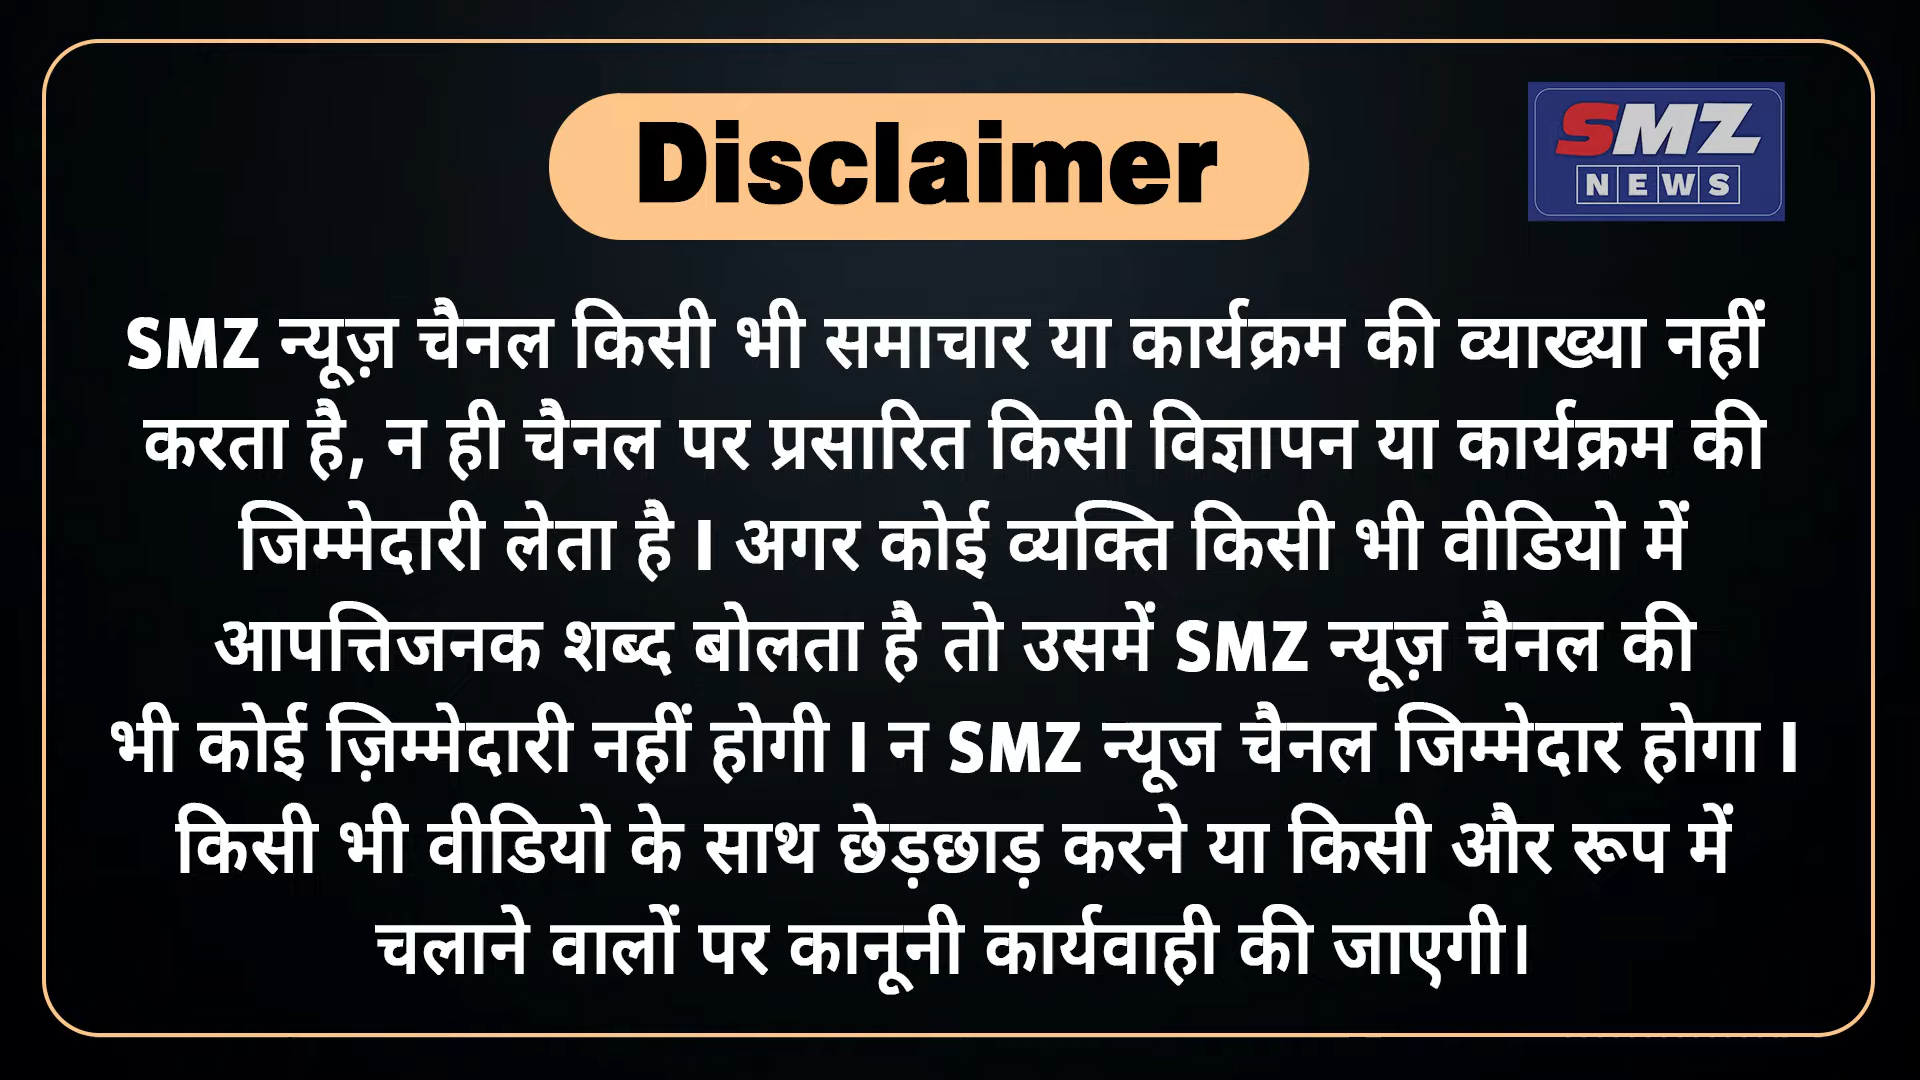 Disclaimer
SMZ
NEWS
SMZ न्यूज़ चैनल किसी भी समाचार या कार्यक्रम की व्याख्या नहीं
करता है, न ही चैनल पर प्रसारित किसी विज्ञापन या कार्यक्रम की
जिम्मेदारी लेता है I अगर कोई व्यक्ति किसी भी वीडियो में
आपत्तिजनक शब्द बोलता है तो उसमें SMZ न्यूज़ चैनल की
भी कोई ज़िम्मेदारी नहीं होगी I न SMZ न्यूज चैनल जिम्मेदार होगा I
किसी भी वीडियो के साथ छेड़छाड़ करने या किसी और रूप में
चलाने वालों पर कानूनी कार्यवाही की जाएगी।